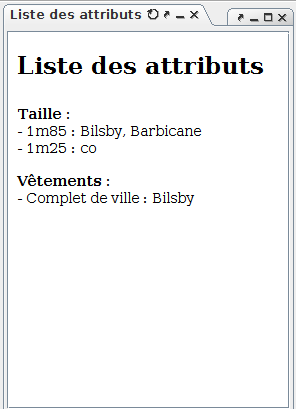 Liste des attributs
Liste des attributs
Taille :
- 1m85 : Bilsby, Barbicane
- 1m25 : co
Vêtements :
- Complet de ville : Bilsby